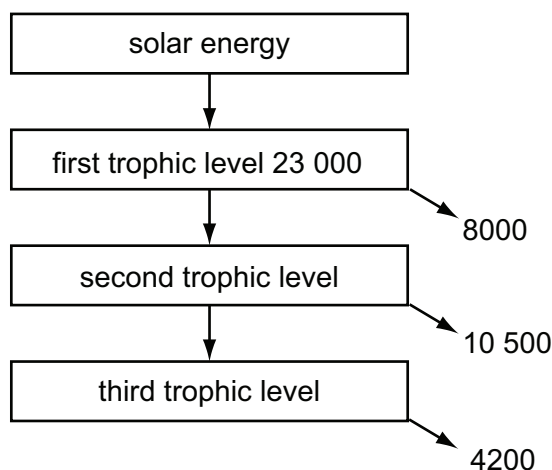 solar energy
first trophic level 23 000
8000
second trophic level
10 500
third trophic level
4200